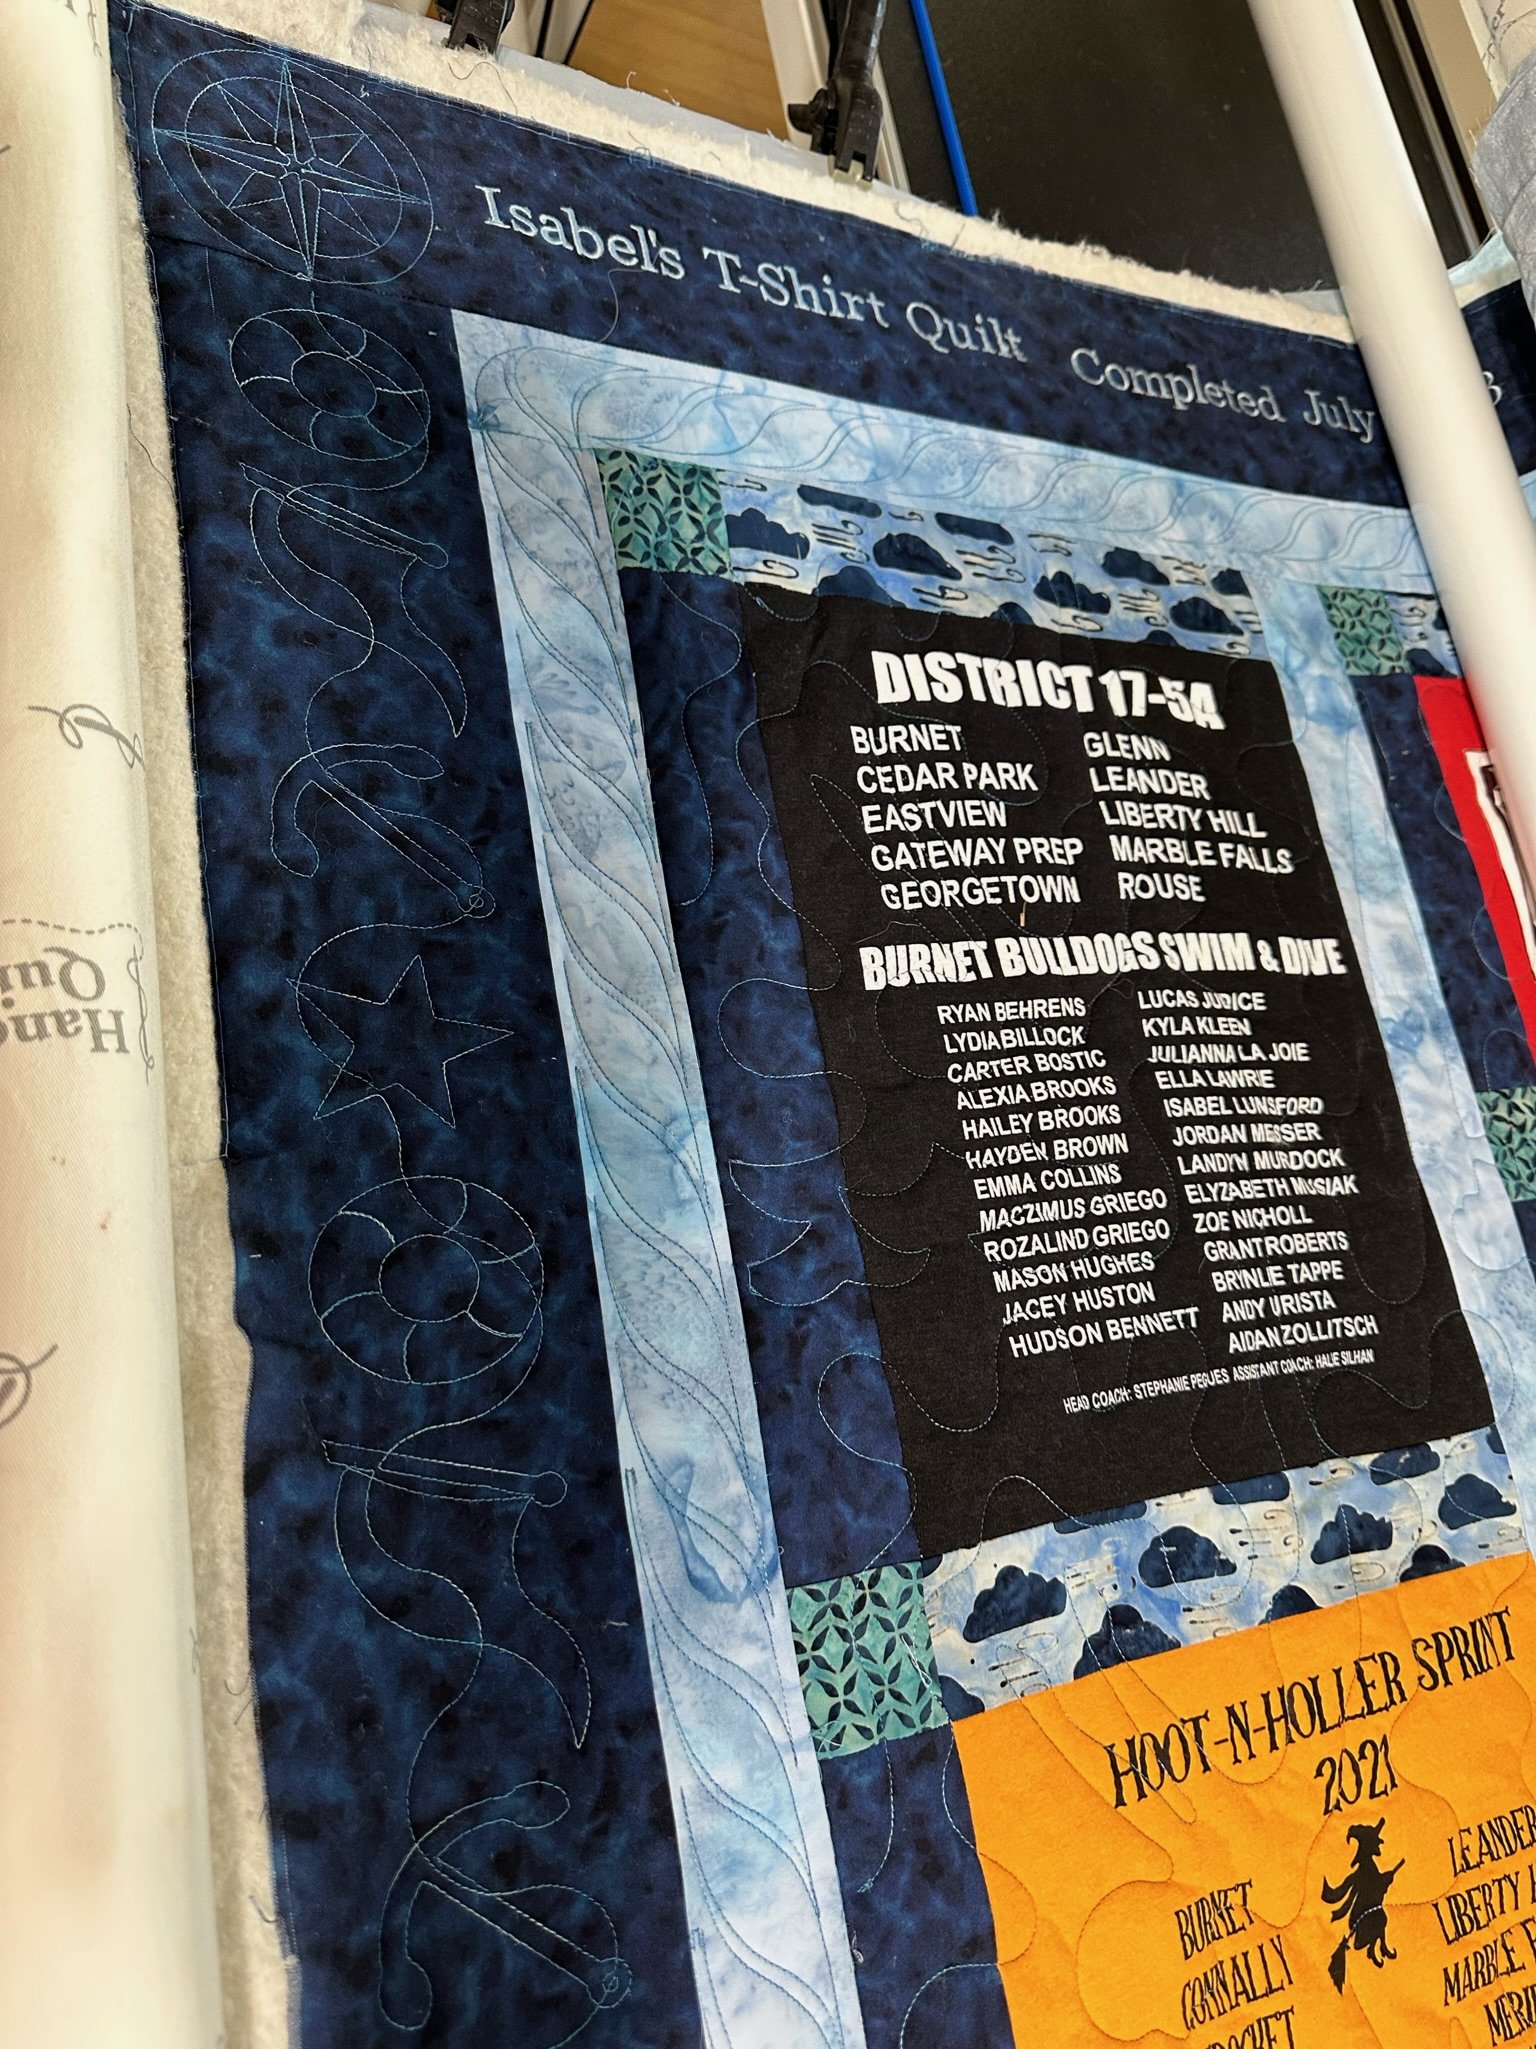 Isabel's T-Shirt Quilt Completed July
DISTRICT 17-5A
BURNET GLENN
CEDAR PARK LEANDER
EASTVIEW LIBERTY HILL
GATEWAY PREP MARBLE FALLS
GEORGETOWN ROUSE
BURNET BULLDOGS SWIM & DIVE
RYAN BEHRENS LUCAS JUDICE
LYDIA BILLOCK KYLA KLEEN
CARTER BOSTIC JULIANNA LA JOIE
ALEXIA BROOKS ELLA LAWRIE
HAILEY BROOKS ISABEL LUNSFORD
HAYDEN BROWN JORDAN MESSER
EMMA COLLINS LANDYN MURDOCK
MACZIMUS GRIEGO ELYZABETH MUSIAK
ROZALIND GRIEGO ZOE NICHOLL
MASON HUGHES GRANT ROBERTS
JACEY HUSTON BRYNLIE TAPPE
HUDSON BENNETT ANDY URISTA
AIDAN ZOLLITSCH
HEAD COACH: STEPHANIE PEGUES ASSISTANT COACH: HALIE SILHAN
HOOT-N-HOLLER SPRINT
2021
BURNET LEANDER
CONNALLY LIBERTY
MARBLE